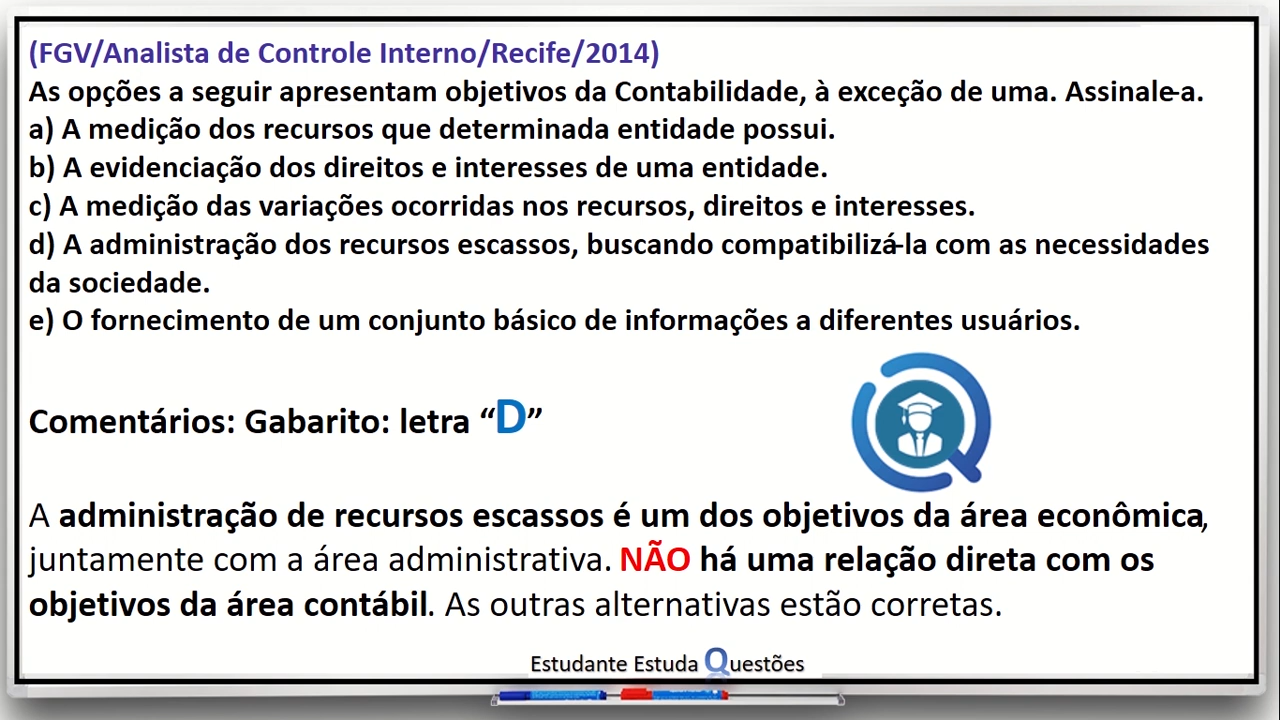 (FGV/Analista de Controle Interno/Recife/2014)
As opções a seguir apresentam objetivos da Contabilidade, à exceção de uma. Assinale-a.
a) A medição dos recursos que determinada entidade possui.
b) A evidenciação dos direitos e interesses de uma entidade.
c) A medição das variações ocorridas nos recursos, direitos e interesses.
d) A administração dos recursos escassos, buscando compatibilizá-la com as necessidades
da sociedade.
e) O fornecimento de um conjunto básico de informações a diferentes usuários.
Comentários: Gabarito: letra “D”
A administração de recursos escassos é um dos objetivos da área econômica,
juntamente com a área administrativa. NÃO há uma relação direta com os
objetivos da área contábil. As outras alternativas estão corretas.
Estudante Estuda Questões